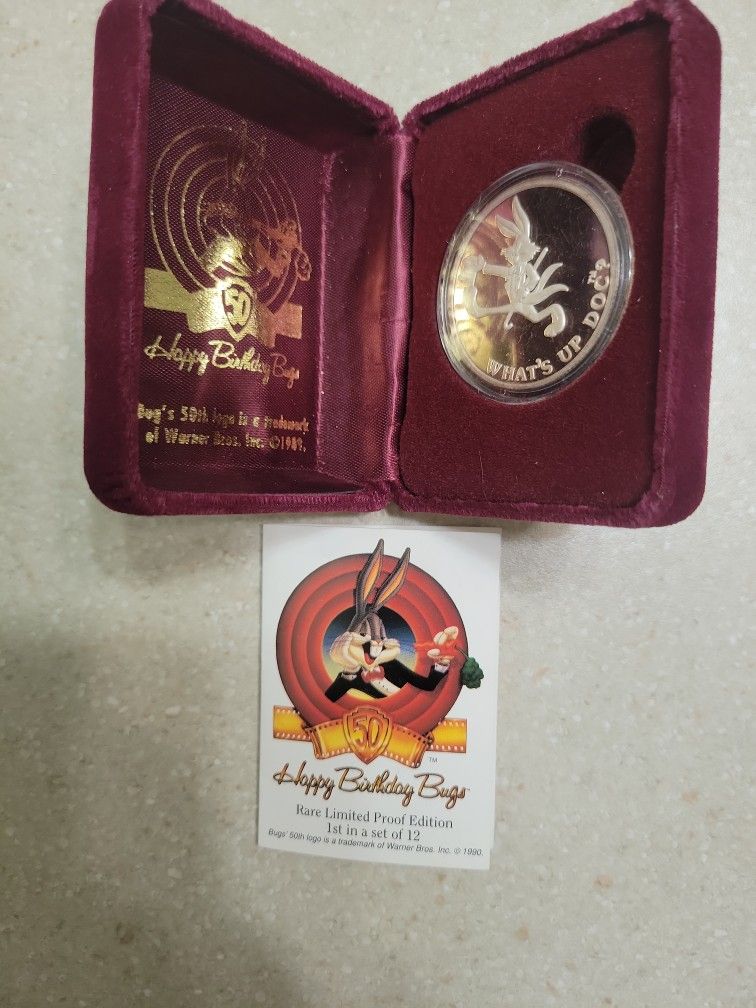 50
Happy Birthday Bugs
Bug's 50th logo is a trademark
of Warner Bros. Inc. ©1989.
WHAT'S UP DOC?
TM
50
TM
Happy Birthday Bugs
Rare Limited Proof Edition
1st in a set of 12
Bugs' 50th logo is a trademark of Warner Bros. Inc. © 1990.